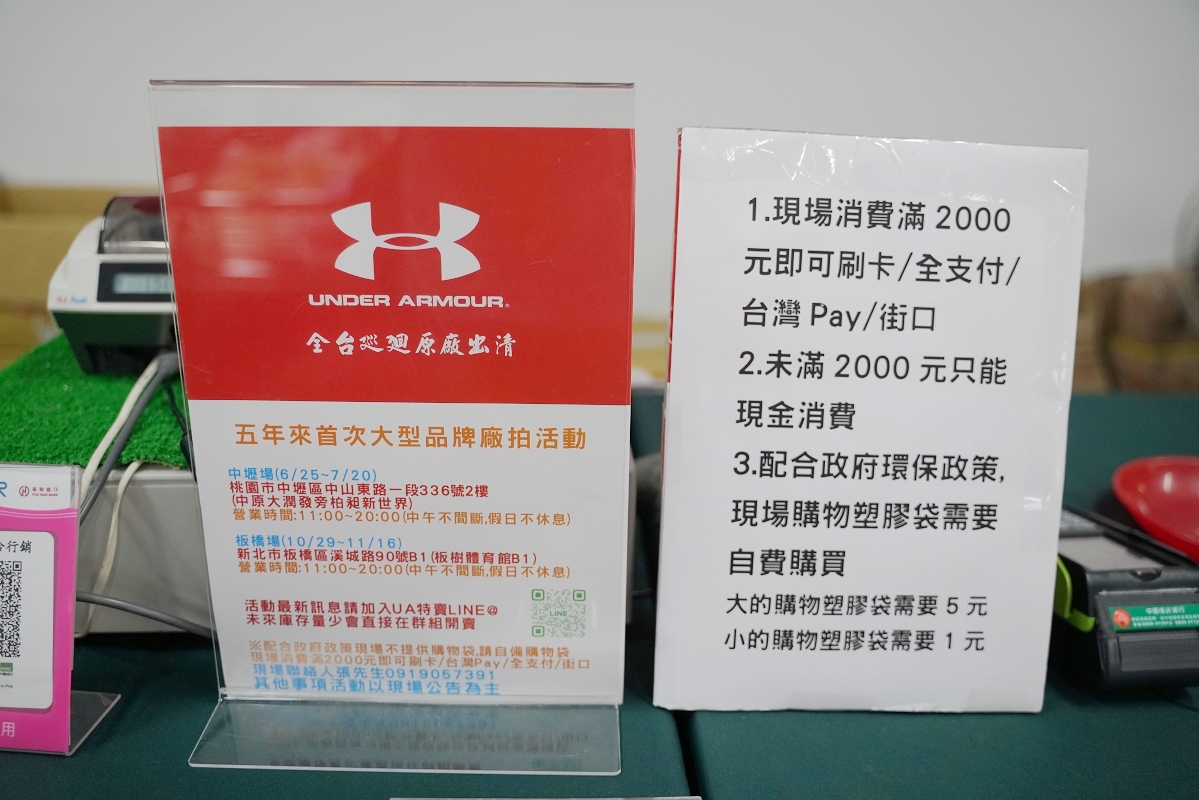 UNDER ARMOUR.
全台巡迴原廠出清
五年來首次大型品牌廠拍活動
中壢場(6/25~7/20)
桃園市中壢區中山東路一段336號2樓
(中原大潤發旁柏昶新世界)
營業時間:11:00~20:00(中午不間斷,假日不休息)
板橋場(10/29~11/16)
新北市板橋區溪城路90號B1(板樹體育館B1)
營業時間:11:00~20:00(中午不間斷,假日不休息)
活動最新訊息請加入UA特賣LINE@
未來庫存量少會直接在群組開賣
LINE
※配合政府政策現場不提供購物袋,請自備購物袋
現場消費滿2000元即可刷卡/台灣Pay/全支付/街口
現場聯絡人張先生0919057391
其他事項活動以現場公告為主
1.現場消費滿 2000
元即可刷卡/全支付/
台灣 Pay/街口
2.未滿 2000 元只能
現金消費
3.配合政府環保政策,
現場購物塑膠袋需要
自費購買
大的購物塑膠袋需要 5 元
小的購物塑膠袋需要 1 元
行銷
用